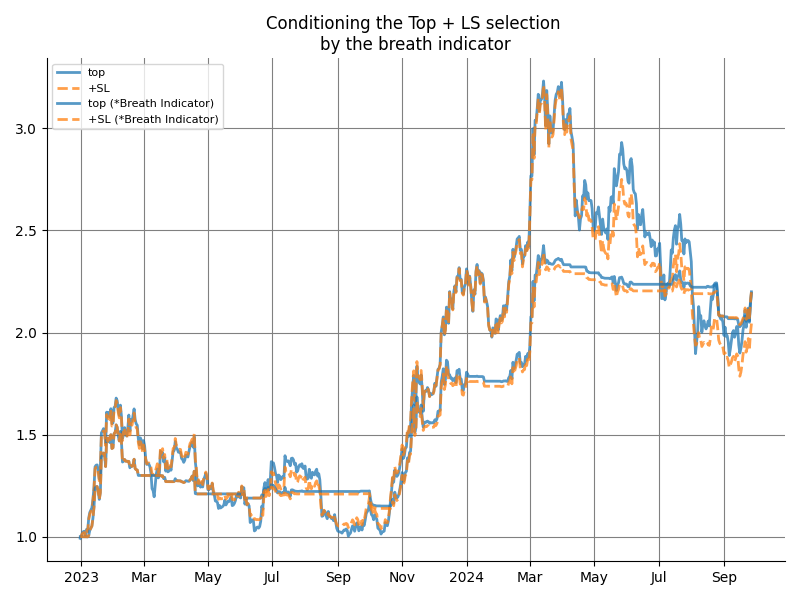 Conditioning the Top + LS selection
by the breath indicator
top
+SL
top (*Breath Indicator)
+SL (*Breath Indicator)
3.0
2.5
2.0
1.5
1.0
2023 Mar May Jul Sep Nov 2024 Mar May Jul Sep